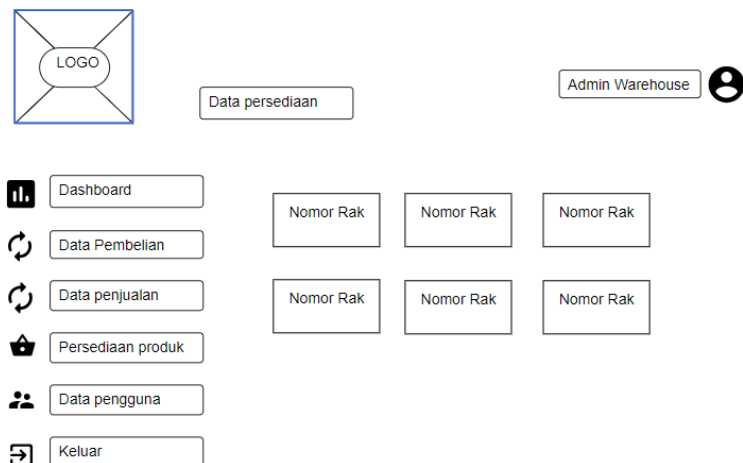 LOGO
Data persediaan
Admin Warehouse
Dashboard
Data Pembelian
Data penjualan
Persediaan produk
Data pengguna
Keluar
Nomor Rak
Nomor Rak
Nomor Rak
Nomor Rak
Nomor Rak
Nomor Rak